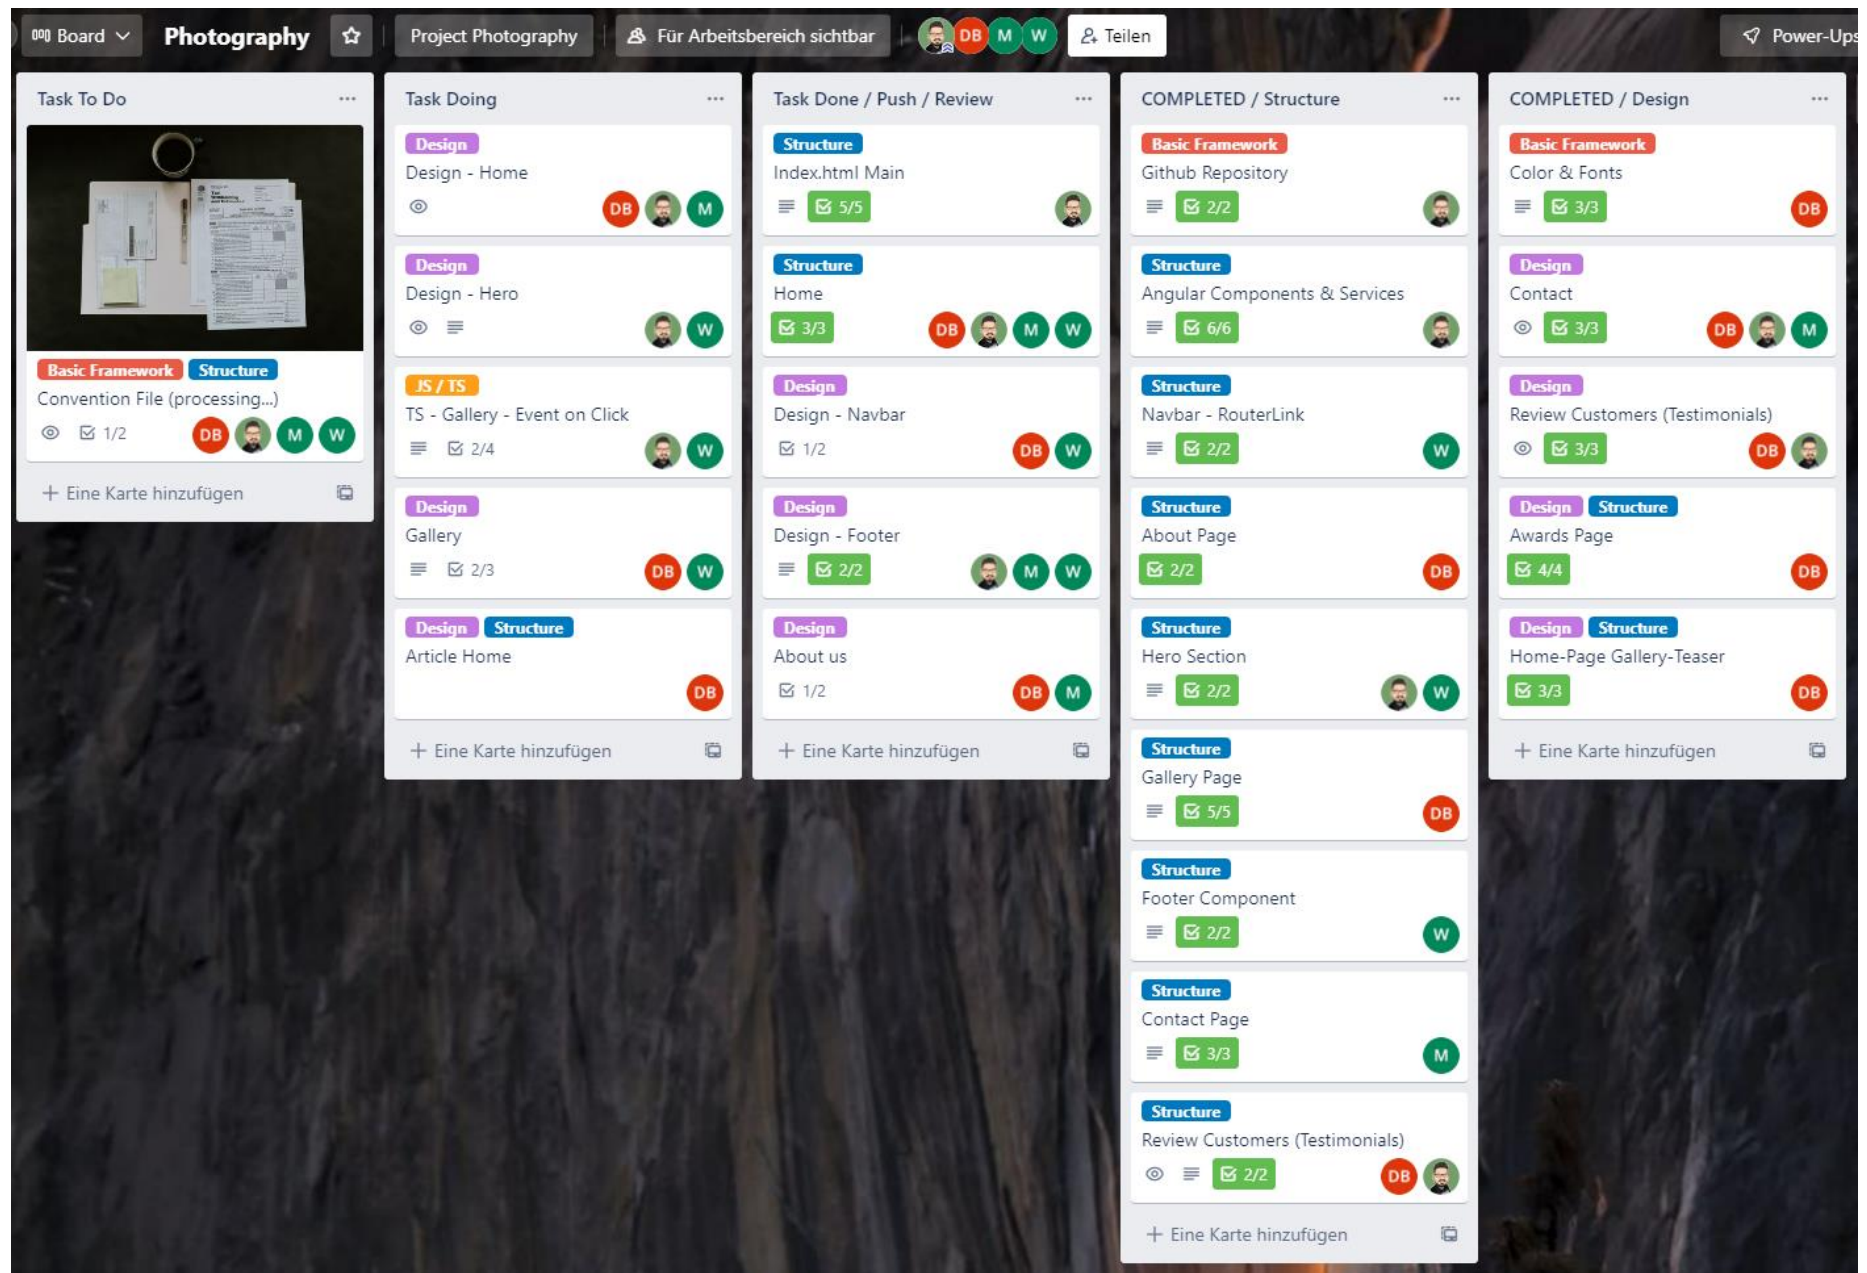 Board
Photography
Project Photography
Für Arbeitsbereich sichtbar
DB
M
W
Teilen
Power-Ups
Task To Do
Basic Framework
Structure
Convention File (processing...)
1/2
DB
M
W
Eine Karte hinzufügen
Task Doing
Design
Design - Home
DB
M
Design
Design - Hero
W
JS / TS
TS - Gallery - Event on Click
2/4
W
Design
Gallery
2/3
DB
W
Design
Structure
Article Home
DB
Eine Karte hinzufügen
Task Done / Push / Review
Structure
Index.html Main
5/5
Structure
Home
3/3
DB
M
W
Design
Design - Navbar
1/2
DB
W
Design
Design - Footer
2/2
M
W
Design
About us
1/2
DB
M
Eine Karte hinzufügen
COMPLETED / Structure
Basic Framework
Github Repository
2/2
Structure
Angular Components & Services
6/6
Structure
Navbar - RouterLink
2/2
W
Structure
About Page
2/2
DB
Structure
Hero Section
2/2
W
Structure
Gallery Page
5/5
DB
Structure
Footer Component
2/2
W
Structure
Contact Page
3/3
M
Structure
Review Customers (Testimonials)
2/2
DB
Eine Karte hinzufügen
COMPLETED / Design
Basic Framework
Color & Fonts
3/3
DB
Design
Contact
3/3
DB
M
Design
Review Customers (Testimonials)
3/3
DB
Design
Structure
Awards Page
4/4
DB
Design
Structure
Home-Page Gallery-Teaser
3/3
DB
Eine Karte hinzufügen